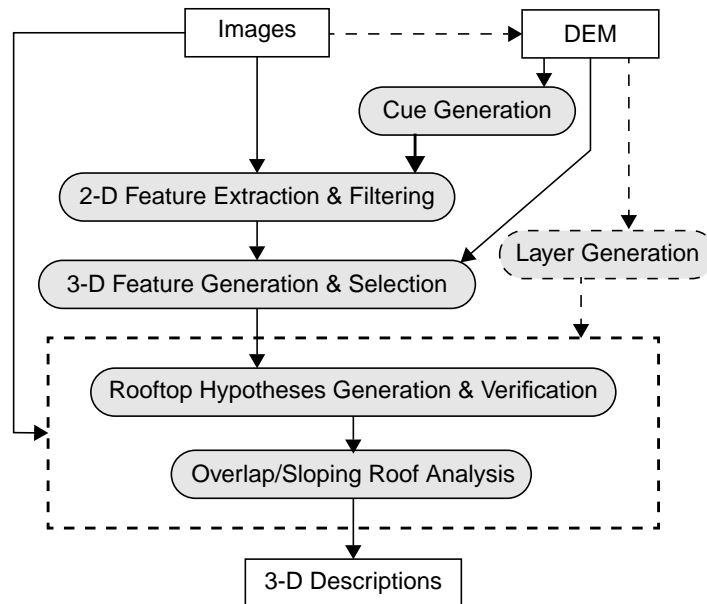 Images
DEM
Cue Generation
2-D Feature Extraction & Filtering
Layer Generation
3-D Feature Generation & Selection
Rooftop Hypotheses Generation & Verification
Overlap/Sloping Roof Analysis
3-D Descriptions